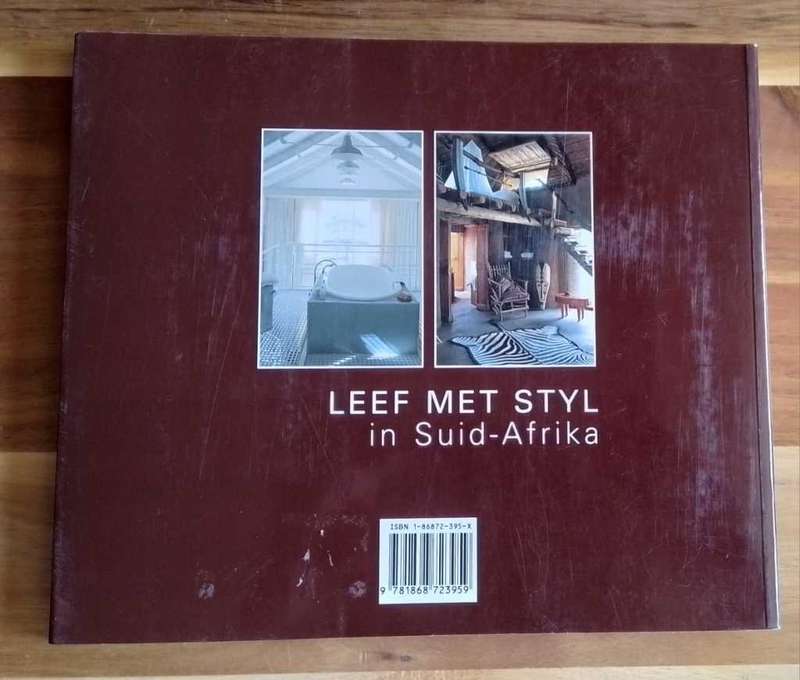 LEEF MET STYL
in Suid-Afrika
ISBN 1-86872-395-X
9 781868 723959